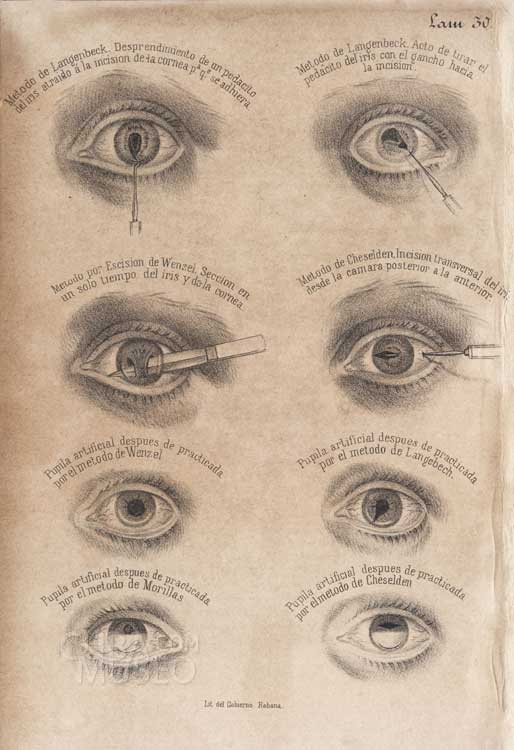 Lam 30.
Metodo de Langenbeck. Desprendimiento de un pedacito
del iris atraido á la incision de la cornea pª qᵉ se adhiera.
Metodo de Langenbeck. Acto de tirar el
pedacito del iris con el gancho hacia
la incisionⁿ.
Metodo por Escision de Wenzel. Seccion en
un solo tiempo del iris y de la cornea.
Metodo de Cheselden, Incision transversal del iri
desde la camara posterior a la anterior.
Pupila artificial despues de practicada
por el metodo de Wenzel
Pupila artificial despues de practicada
por el metodo de Langebech.
Pupila artificial despues de practicada
por el metodo de Morillas
Pupila artificial despues de practicada
por el metodo de Cheselden
MUSEO
Lit. del Gobierno. Habana.